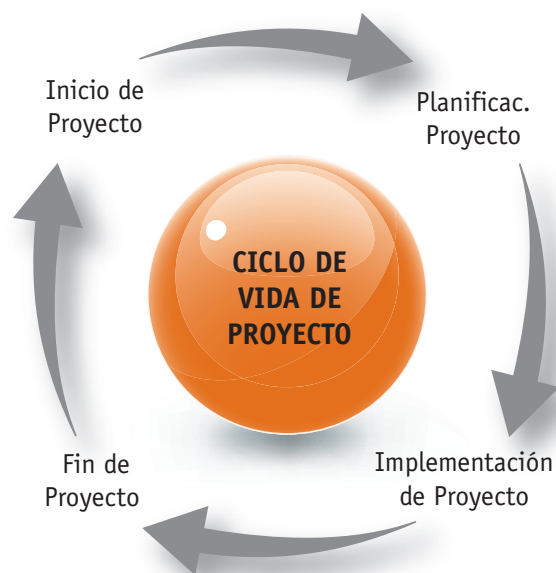 Inicio de
Proyecto
Planificac.
Proyecto
CICLO DE
VIDA DE
PROYECTO
Fin de
Proyecto
Implementación
de Proyecto